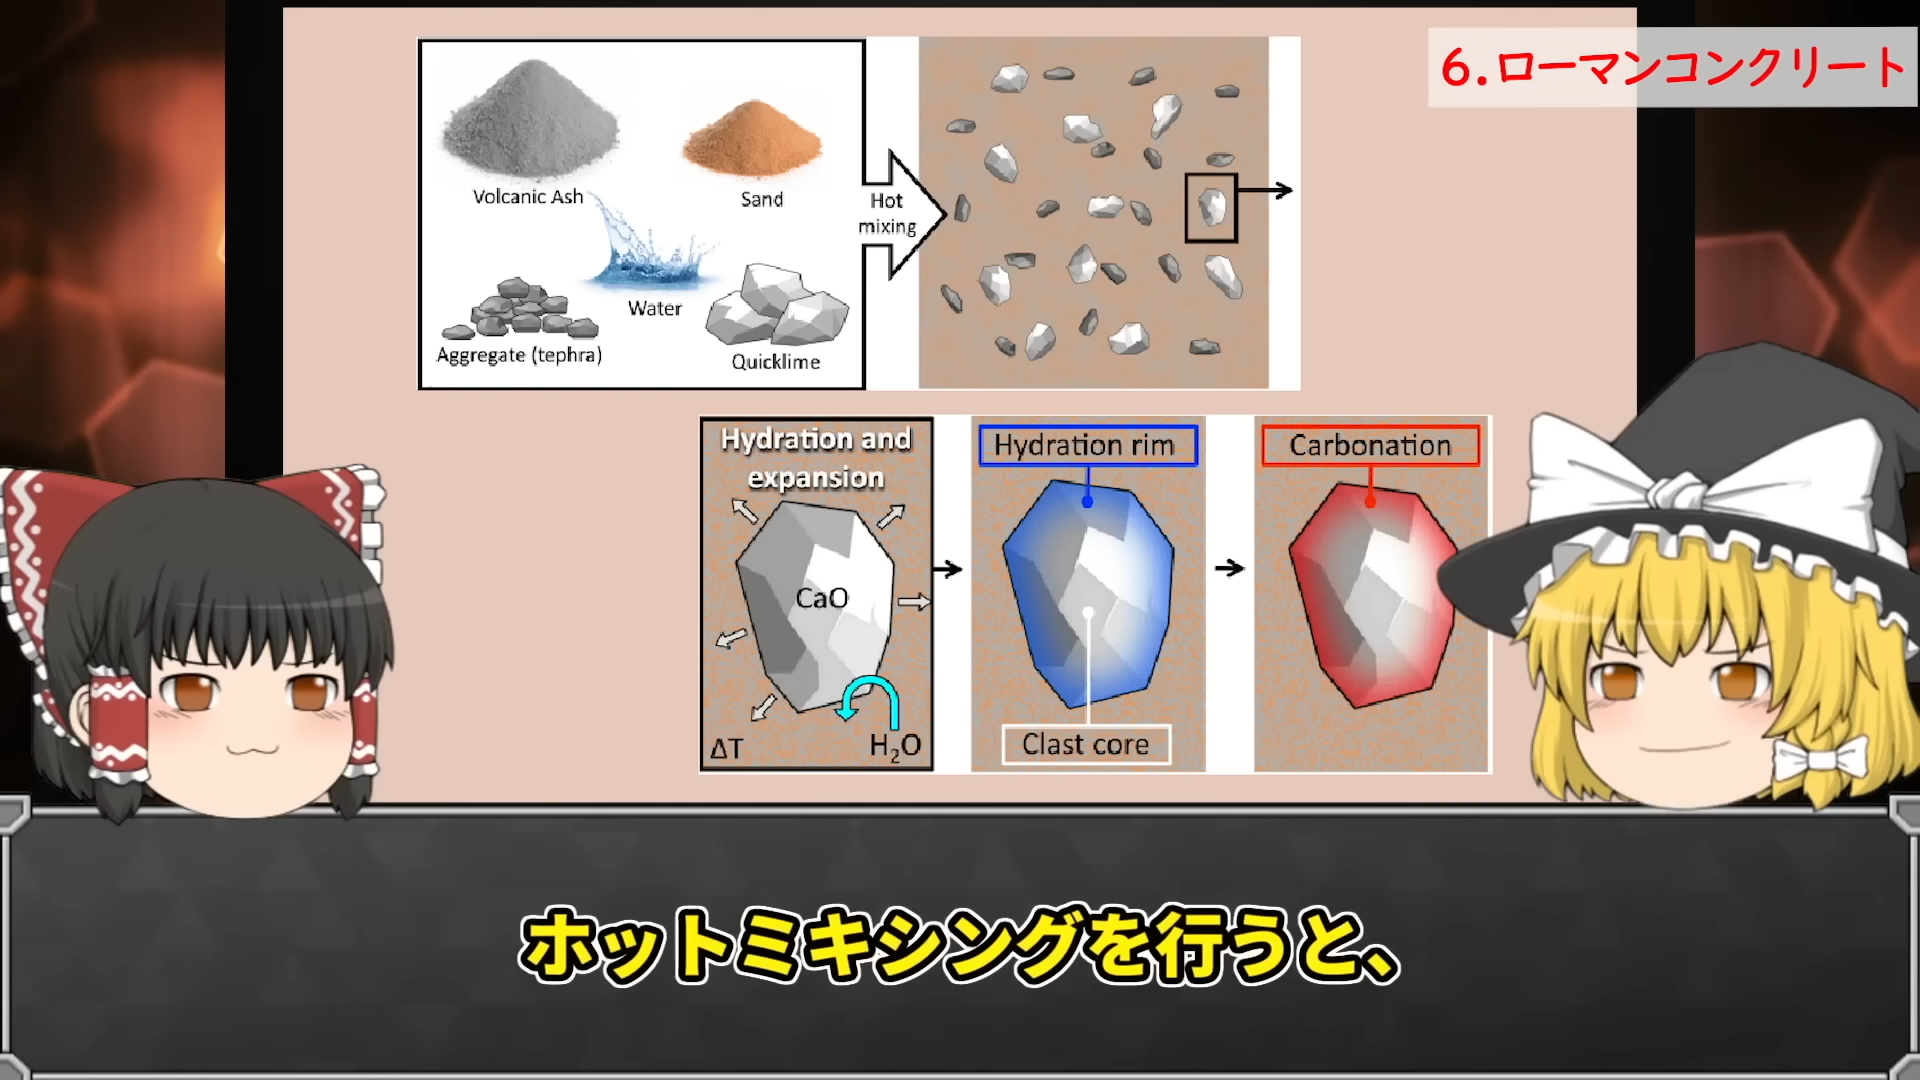 6.ローマンコンクリート
Volcanic Ash
Sand
Water
Aggregate (tephra)
Quicklime
Hot
mixing
Hydration and
expansion
CaO
ΔT
H₂O
Hydration rim
Clast core
Carbonation
ホットミキシングを行うと、